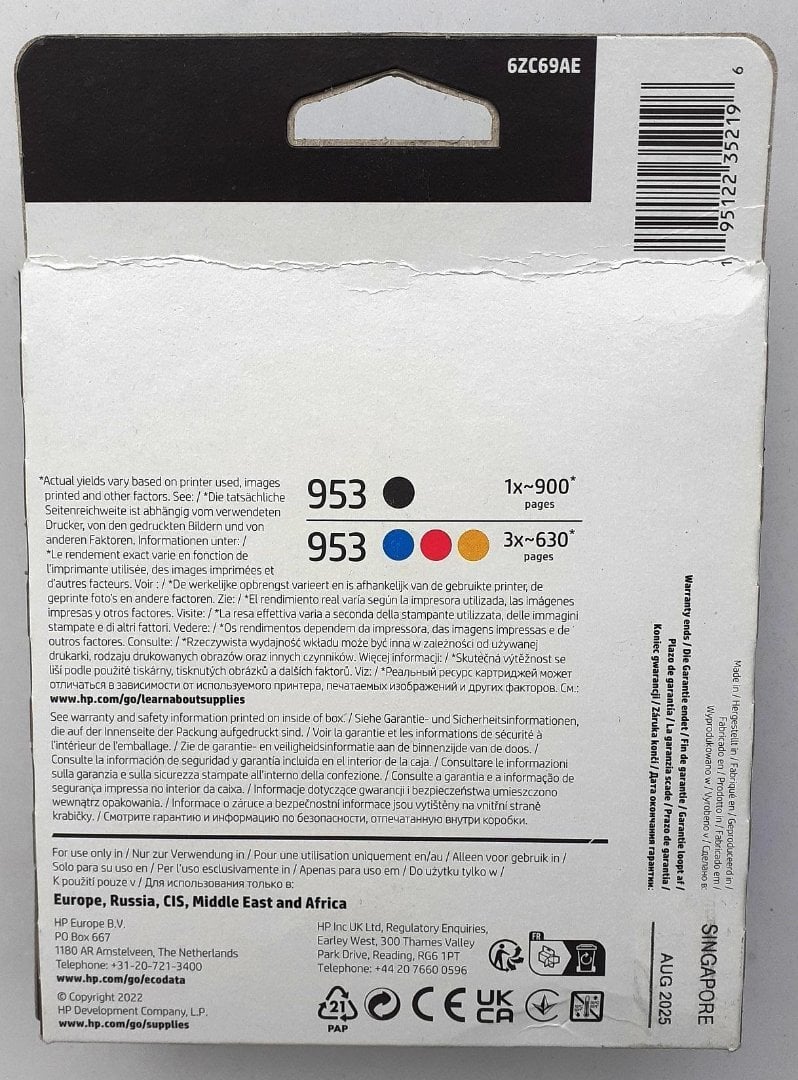 6ZC69AE
1 95122 35219 6
*Actual yields vary based on printer used, images
printed and other factors. See: / *Die tatsächliche
Seitenreichweite ist abhängig vom verwendeten
Drucker, von den gedruckten Bildern und von
anderen Faktoren. Informationen unter: /
*Le rendement exact varie en fonction de
l'imprimante utilisée, des images imprimées et
d'autres facteurs. Voir : / *De werkelijke opbrengst varieert en is afhankelijk van de gebruikte printer, de
geprinte foto's en andere factoren. Zie: / *El rendimiento real varía según la impresora utilizada, las imágenes
impresas y otros factores. Visite: / *La resa effettiva varia a seconda della stampante utilizzata, delle immagini
stampate e di altri fattori. Vedere: / *Os rendimentos dependem da impressora, das imagens impressas e de
outros factores. Consulte: / *Rzeczywista wydajność wkładu może być inna w zależności od używanej
drukarki, rodzaju drukowanych obrazów oraz innych czynników. Więcej informacji: / *Skutečná výtěžnost se
liší podle použité tiskárny, tisknutých obrázků a dalších faktorů. Viz: / *Реальный ресурс картриджей может
отличаться в зависимости от используемого принтера, печатаемых изображений и других факторов. См.:
www.hp.com/go/learnaboutsupplies
953
1x~900*
pages
953
3x~630*
pages
See warranty and safety information printed on inside of box. / Siehe Garantie- und Sicherheitsinformationen,
die auf der Innenseite der Packung aufgedruckt sind. / Voir la garantie et les informations de sécurité à
l'intérieur de l'emballage. / Zie de garantie- en veiligheidsinformatie aan de binnenzijde van de doos. /
Consulte la información de seguridad y garantía incluida en el interior de la caja. / Consultare le informazioni
sulla garanzia e sulla sicurezza stampate all'interno della confezione. / Consulte a garantia e a informação de
segurança impressa no interior da caixa. / Informacje dotyczące gwarancji i bezpieczeństwa umieszczono
wewnątrz opakowania. / Informace o záruce a bezpečnostní informace jsou vytištěny na vnitřní straně
krabičky. / Смотрите гарантию и информацию по безопасности, отпечатанную внутри коробки.
For use only in / Nur zur Verwendung in / Pour une utilisation uniquement en/au / Alleen voor gebruik in /
Solo para su uso en / Per l'uso esclusivamente in / Apenas para uso em / Do użytku tylko w /
K použití pouze v / Для использования только в:
Europe, Russia, CIS, Middle East and Africa
HP Europe B.V.
PO Box 667
1180 AR Amstelveen, The Netherlands
Telephone: +31-20-721-3400
www.hp.com/go/ecodata
© Copyright 2022
HP Development Company, L.P.
www.hp.com/go/supplies
HP Inc UK Ltd, Regulatory Enquiries,
Earley West, 300 Thames Valley
Park Drive, Reading, RG6 1PT
Telephone: +44 20 7660 0596
FR
21
PAP
CE
UK
CA
Made in / Hergestellt in / Fabriqué en / Geproduceerd in /
Fabricado en / Prodotto in / Fabricado em /
Wyprodukowano w / Vyrobeno v / Сделано в:
SINGAPORE
Warranty ends / Die Garantie endet / Fin de garantie / Garantie loopt af /
Plazo de garantía / La garanzia scade / Prazo de garantia /
Koniec gwarancji / Záruka končí / Дата окончания гарантии:
AUG 2025